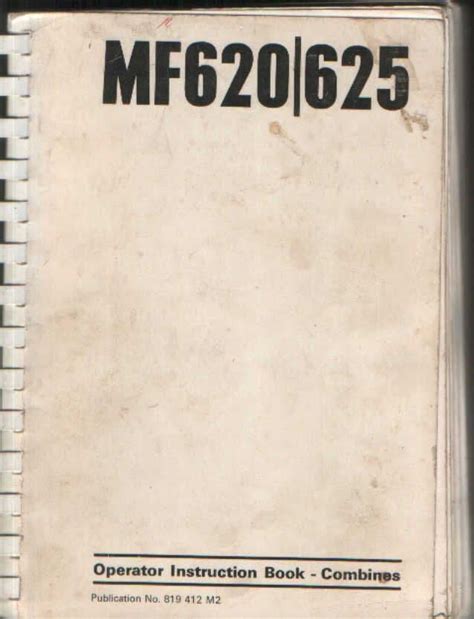 MF620|625
Operator Instruction Book - Combines
Publication No. 819 412 M2